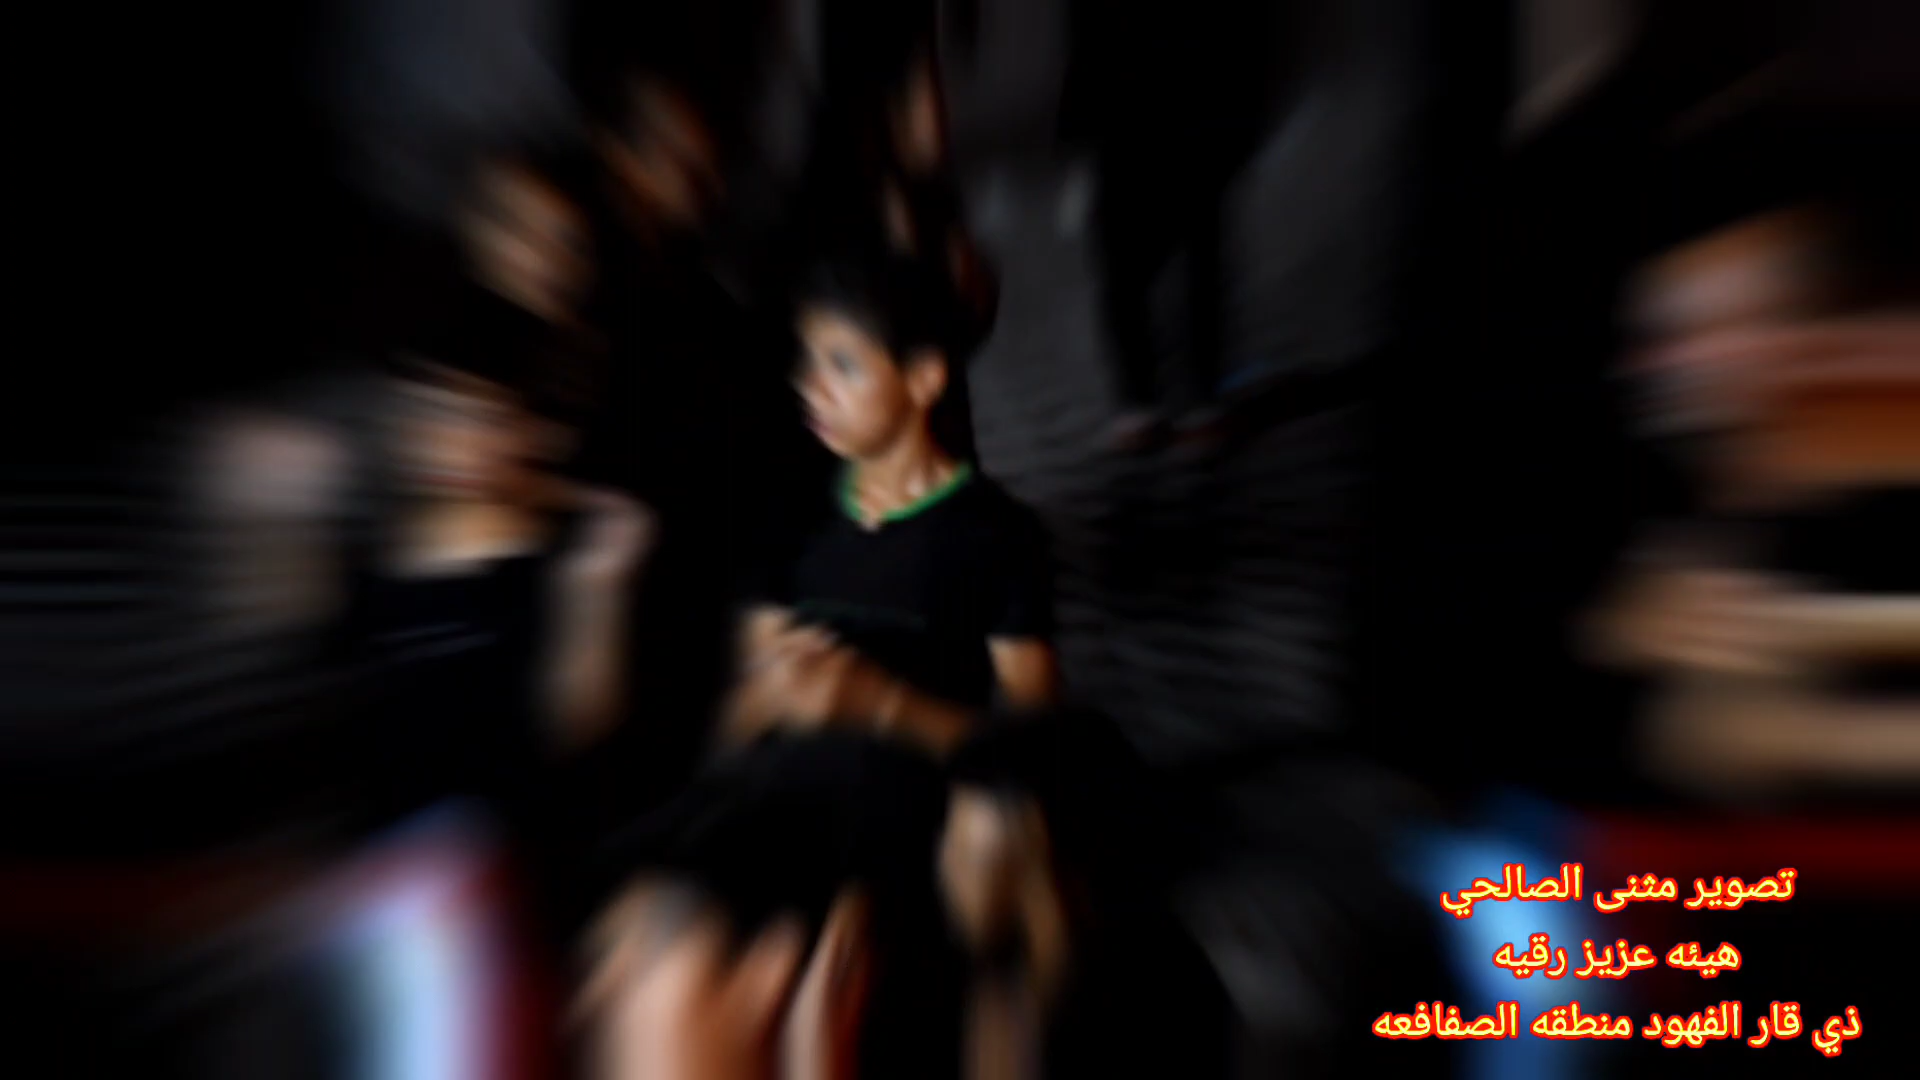 تصوير مثنى الصالحي
هيئه عزيز رقيه
ذي قار الفهود منطقه الصفافعه